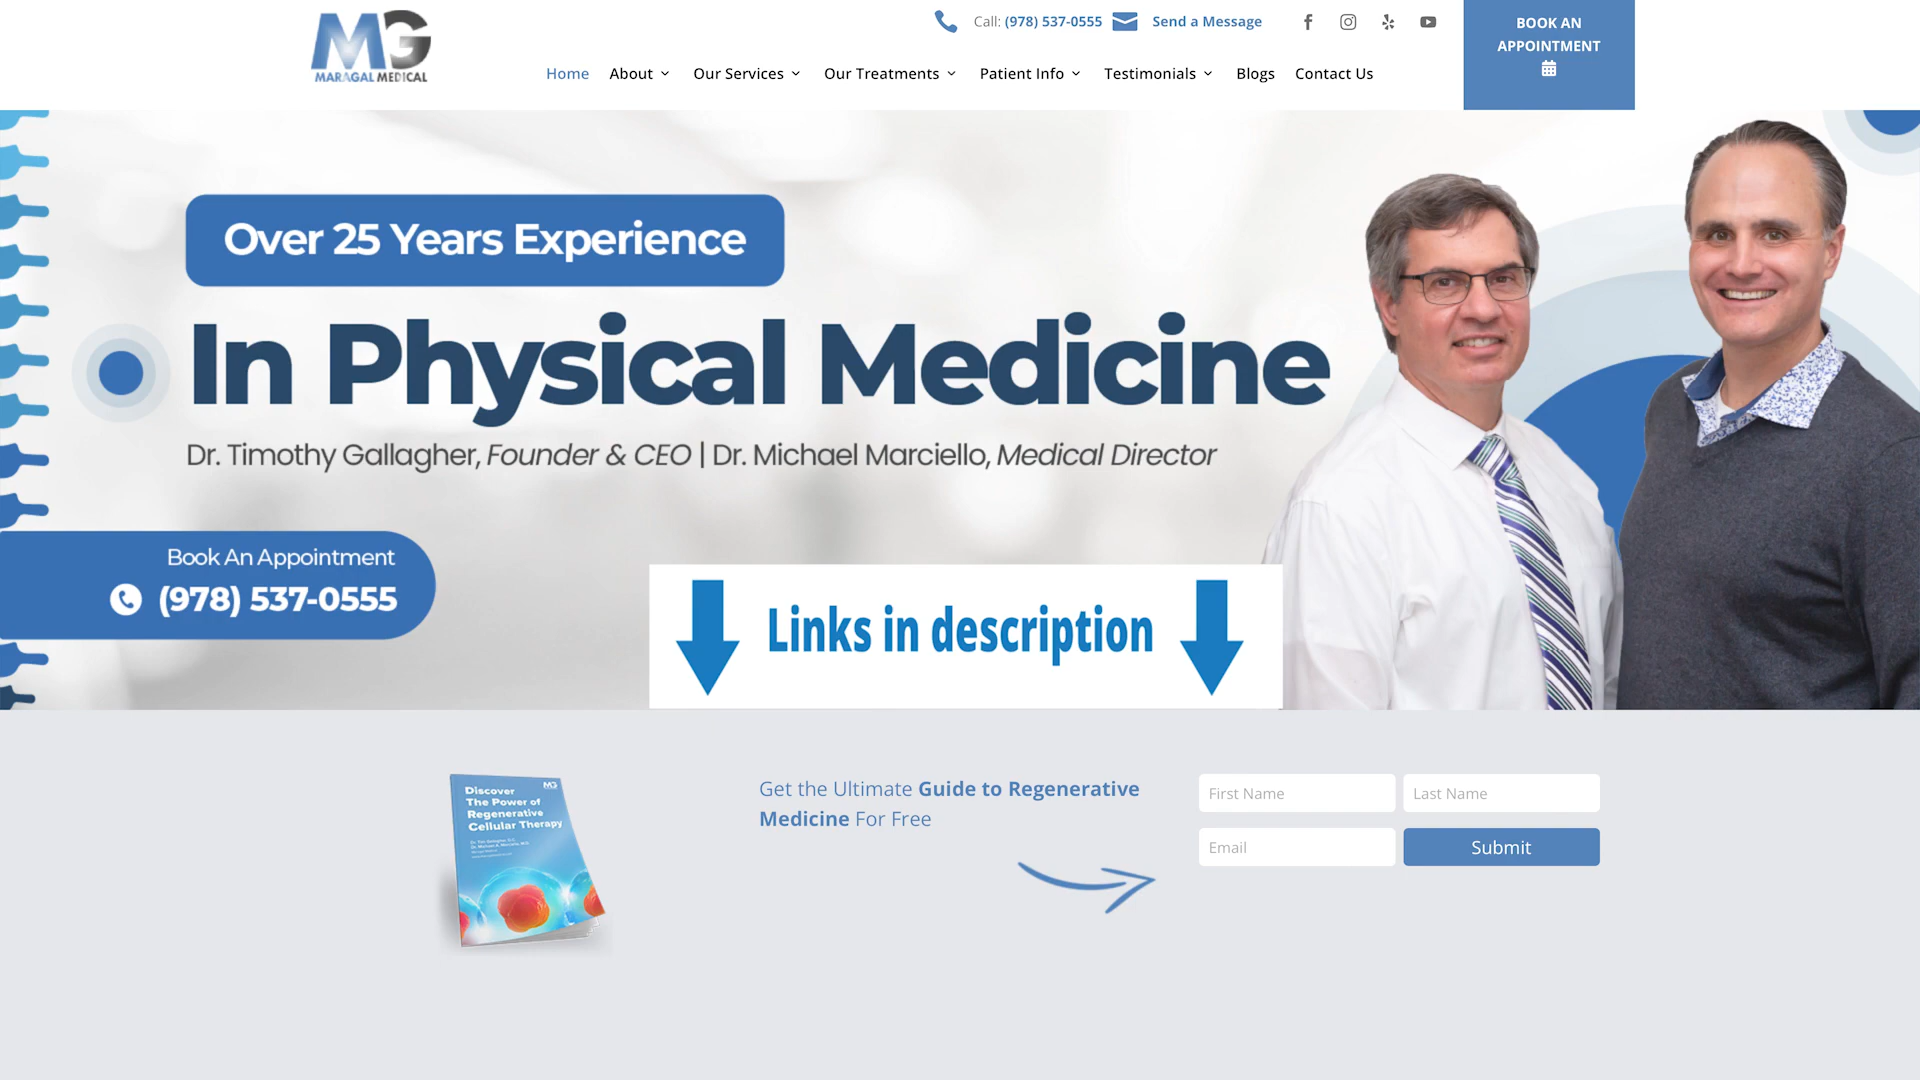 MG
MARAGAL MEDICAL
Call: (978) 537-0555
Send a Message
BOOK AN
APPOINTMENT
Home
About
Our Services
Our Treatments
Patient Info
Testimonials
Blogs
Contact Us
Over 25 Years Experience
In Physical Medicine
Dr. Timothy Gallagher, Founder & CEO | Dr. Michael Marciello, Medical Director
Book An Appointment
(978) 537-0555
Links in description
MG
Discover
The Power of
Regenerative
Cellular Therapy
Get the Ultimate Guide to Regenerative
Medicine For Free
First Name
Last Name
Email
Submit